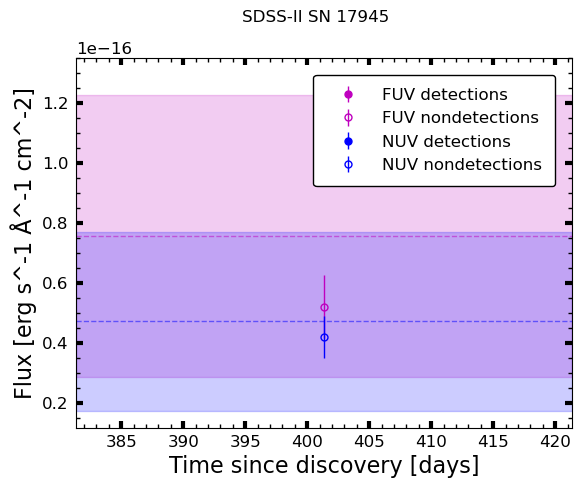 SDSS-II SN 17945
1e−16
FUV detections
FUV nondetections
NUV detections
NUV nondetections
1.2
1.0
0.8
0.6
0.4
0.2
Flux [erg s^-1 Å^-1 cm^-2]
385
390
395
400
405
410
415
420
Time since discovery [days]